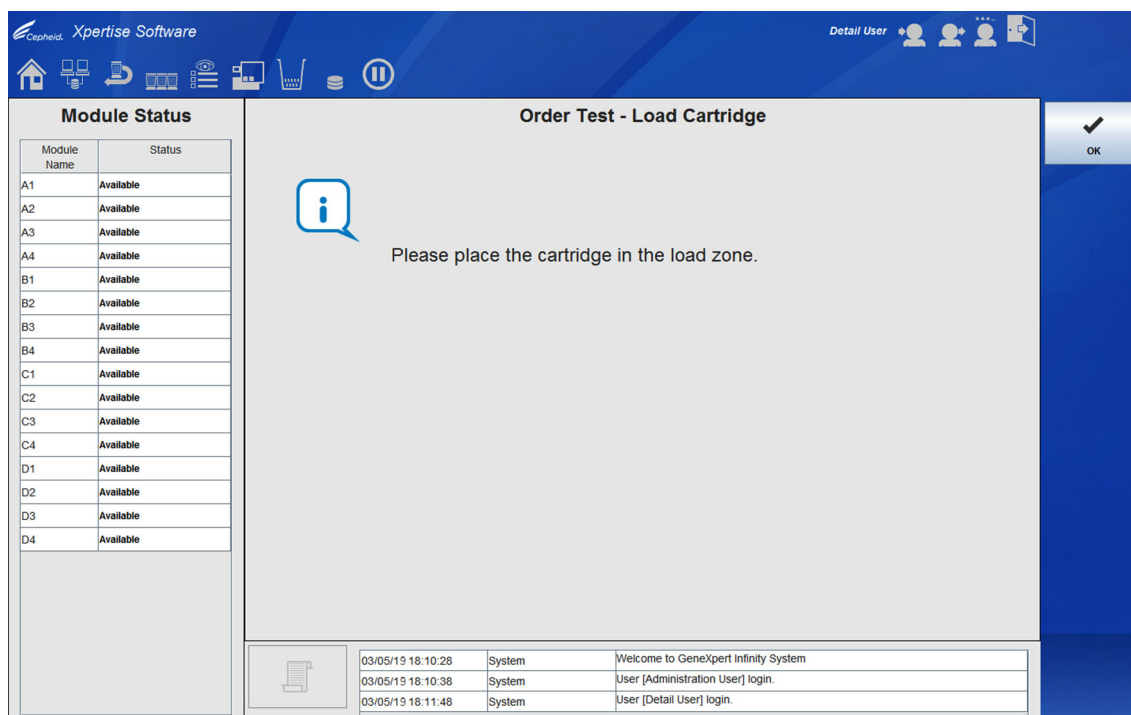 Cepheid. Xpertise Software
Detail User
Module Status
Order Test - Load Cartridge
OK
Module Name Status
A1 Available
A2 Available
A3 Available
A4 Available
B1 Available
B2 Available
B3 Available
B4 Available
C1 Available
C2 Available
C3 Available
C4 Available
D1 Available
D2 Available
D3 Available
D4 Available
i
Please place the cartridge in the load zone.
03/05/19 18:10:28 System Welcome to GeneXpert Infinity System
03/05/19 18:10:38 System User [Administration User] login.
03/05/19 18:11:48 System User [Detail User] login.